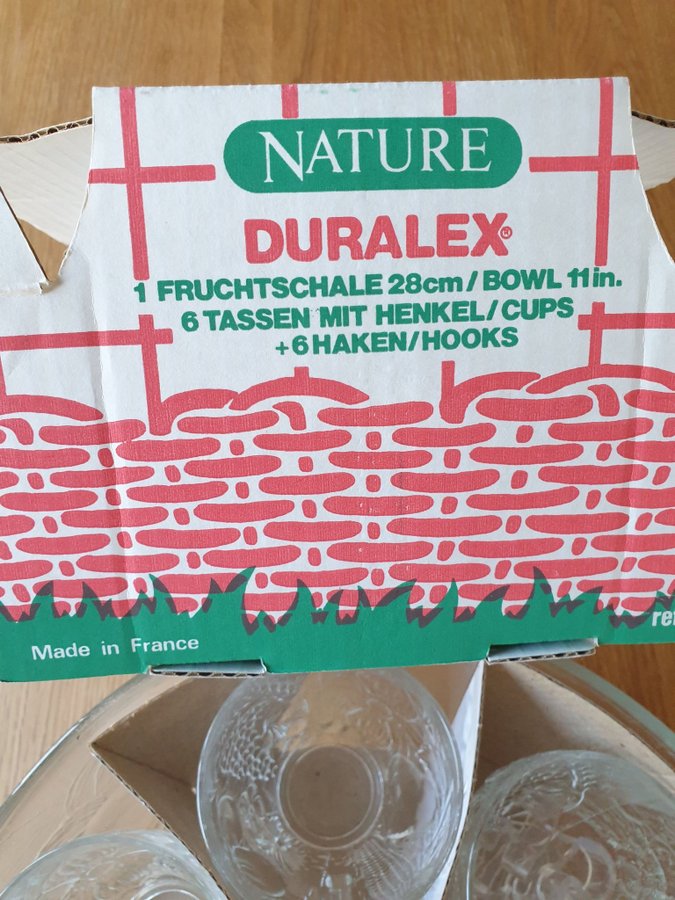 NATURE
DURALEX®
1 FRUCHTSCHALE 28cm / BOWL 11in.
6 TASSEN MIT HENKEL / CUPS
+ 6 HAKEN / HOOKS
Made in France